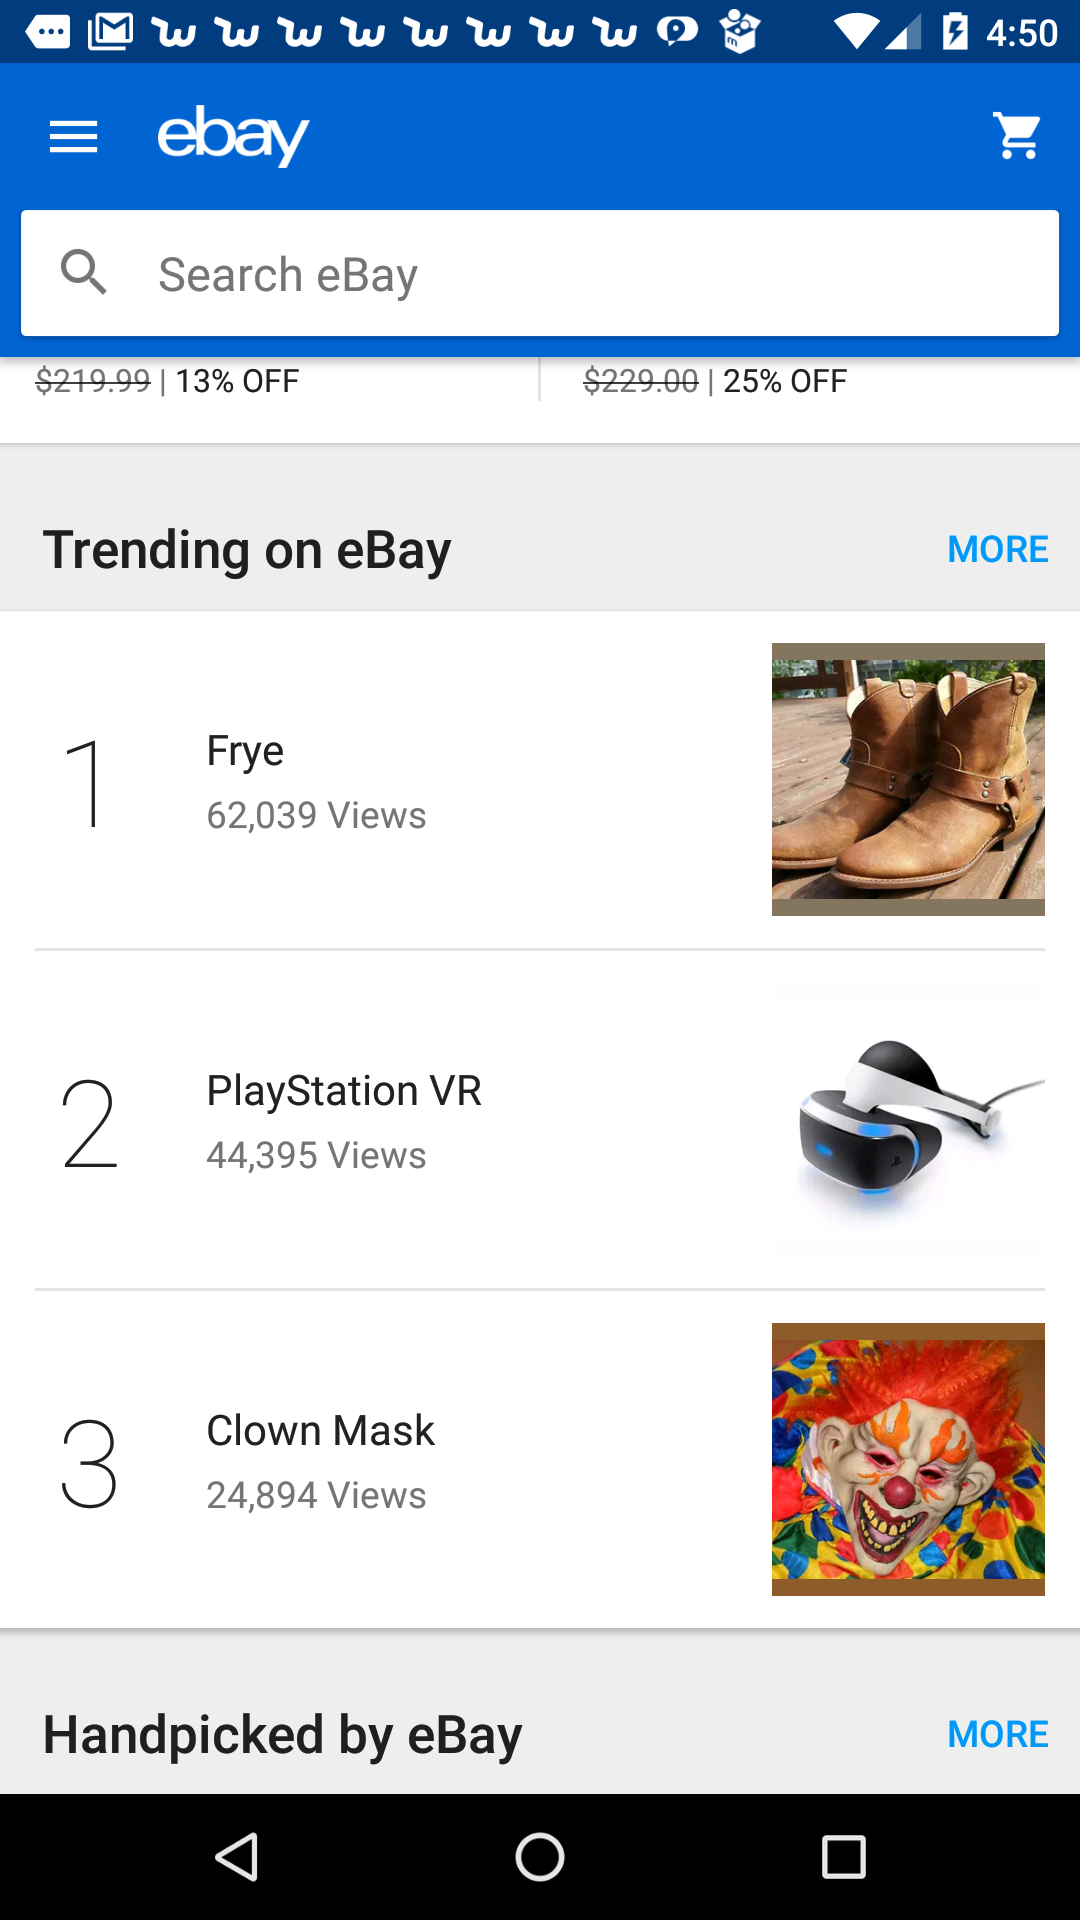 4:50
ebay
Search eBay
$219.99 | 13% OFF
$229.00 | 25% OFF
Trending on eBay
MORE
1
Frye
62,039 Views
2
PlayStation VR
44,395 Views
3
Clown Mask
24,894 Views
Handpicked by eBay
MORE